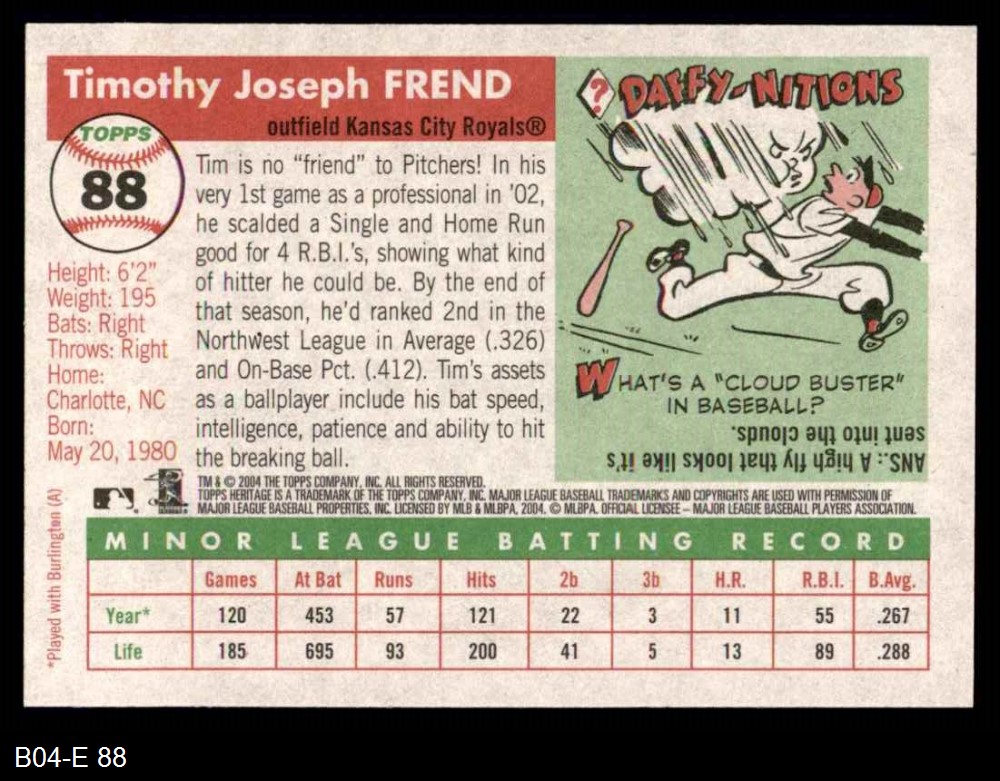 Timothy Joseph FREND
outfield Kansas City Royals®
TOPPS
88
Tim is no “friend” to Pitchers! In his
very 1st game as a professional in '02,
he scalded a Single and Home Run
good for 4 R.B.I.'s, showing what kind
of hitter he could be. By the end of
that season, he'd ranked 2nd in the
Northwest League in Average (.326)
and On-Base Pct. (.412). Tim's assets
as a ballplayer include his bat speed,
intelligence, patience and ability to hit
the breaking ball.
Height: 6'2"
Weight: 195
Bats: Right
Throws: Right
Home:
Charlotte, NC
Born:
May 20, 1980
?
DAFFY-NITIONS
WHAT'S A "CLOUD BUSTER"
IN BASEBALL?
ANS.: A high fly that looks like it's
sent into the clouds.
TM & © 2004 THE TOPPS COMPANY, INC. ALL RIGHTS RESERVED.
TOPPS HERITAGE IS A TRADEMARK OF THE TOPPS COMPANY, INC. MAJOR LEAGUE BASEBALL TRADEMARKS AND COPYRIGHTS ARE USED WITH PERMISSION OF
MAJOR LEAGUE BASEBALL PROPERTIES, INC. LICENSED BY MLB & MLBPA, 2004. © MLBPA. OFFICIAL LICENSEE – MAJOR LEAGUE BASEBALL PLAYERS ASSOCIATION.
*Played with Burlington (A)
MINOR LEAGUE BATTING RECORD
Games At Bat Runs Hits 2b 3b H.R. R.B.I. B.Avg.
Year* 120 453 57 121 22 3 11 55 .267
Life 185 695 93 200 41 5 13 89 .288
B04-E 88